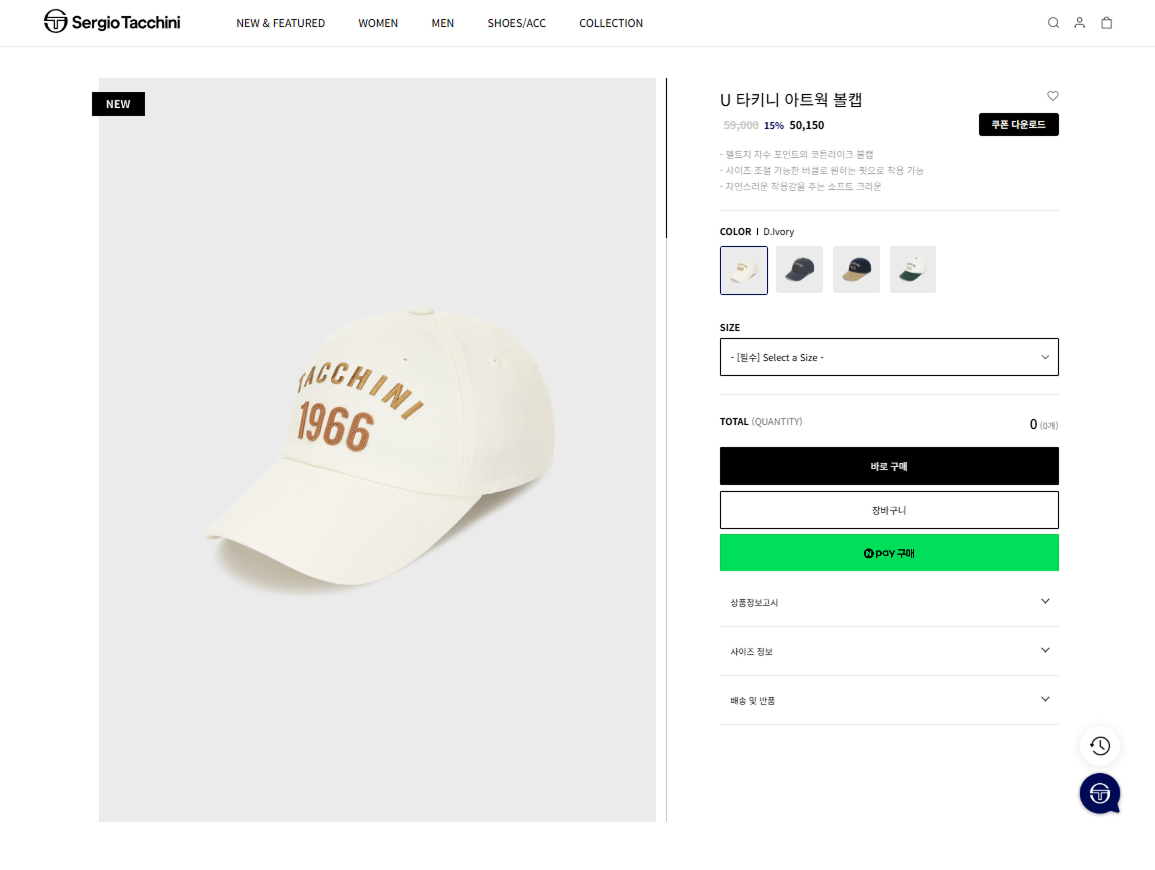 Sergio Tacchini
NEW & FEATURED
WOMEN
MEN
SHOES/ACC
COLLECTION
NEW
TACCHINI
1966
U 타키니 아트웍 볼캡
59,000 15% 50,150
쿠폰 다운로드
- 펠트지 자수 포인트의 코튼라이크 볼캡
- 사이즈 조절 가능한 버클로 원하는 핏으로 착용 가능
- 자연스러운 착용감을 주는 소프트 크라운
COLOR I D.Ivory
SIZE
- [필수] Select a Size -
TOTAL (QUANTITY)
0 (0개)
바로 구매
장바구니
N pay 구매
상품정보고시
사이즈 정보
배송 및 반품